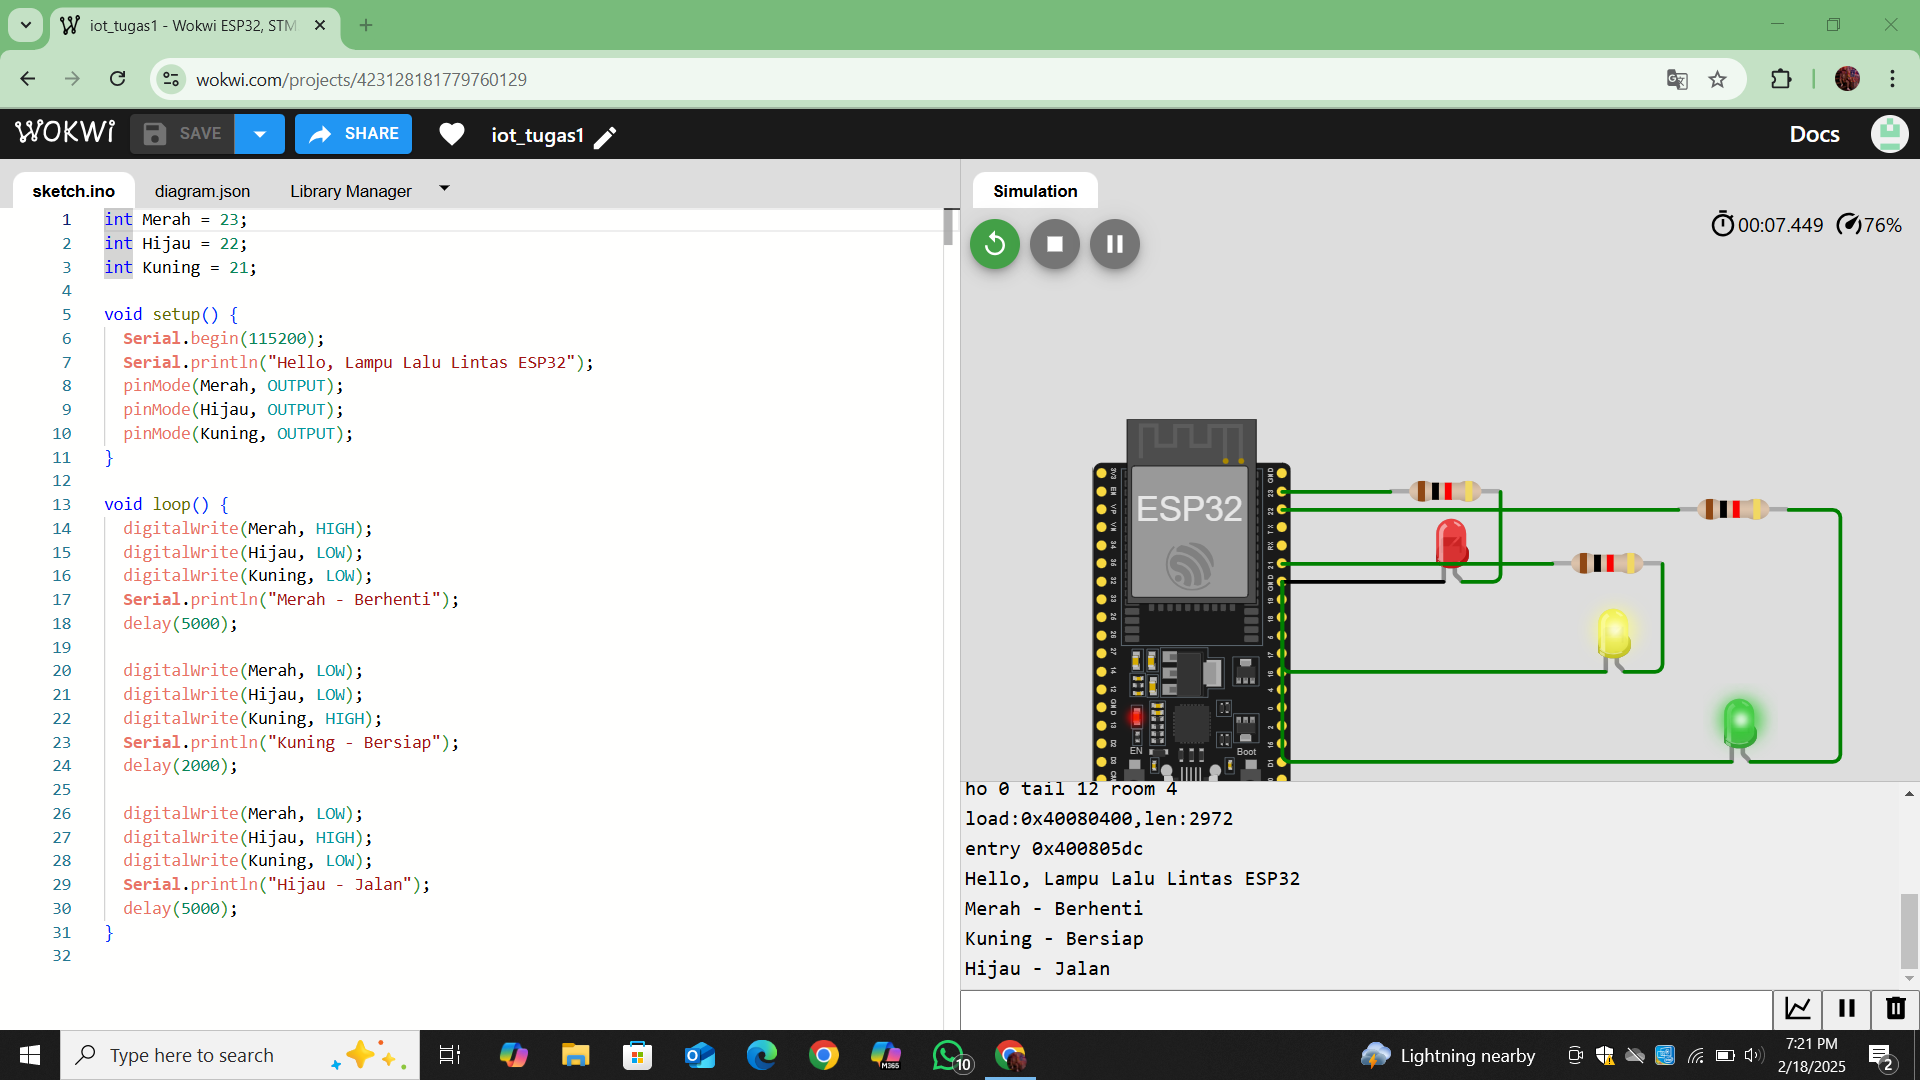 iot_tugas1 - Wokwi ESP32, STM
wokwi.com/projects/423128181779760129
WOKWi
SAVE
SHARE
iot_tugas1
Docs
sketch.ino
diagram.json
Library Manager
1 int Merah = 23;
2 int Hijau = 22;
3 int Kuning = 21;
4
5 void setup() {
6 Serial.begin(115200);
7 Serial.println("Hello, Lampu Lalu Lintas ESP32");
8 pinMode(Merah, OUTPUT);
9 pinMode(Hijau, OUTPUT);
10 pinMode(Kuning, OUTPUT);
11 }
12
13 void loop() {
14 digitalWrite(Merah, HIGH);
15 digitalWrite(Hijau, LOW);
16 digitalWrite(Kuning, LOW);
17 Serial.println("Merah - Berhenti");
18 delay(5000);
19
20 digitalWrite(Merah, LOW);
21 digitalWrite(Hijau, LOW);
22 digitalWrite(Kuning, HIGH);
23 Serial.println("Kuning - Bersiap");
24 delay(2000);
25
26 digitalWrite(Merah, LOW);
27 digitalWrite(Hijau, HIGH);
28 digitalWrite(Kuning, LOW);
29 Serial.println("Hijau - Jalan");
30 delay(5000);
31 }
32
Simulation
00:07.449
76%
ESP32
EN
Boot
ho 0 tail 12 room 4
load:0x40080400,len:2972
entry 0x400805dc
Hello, Lampu Lalu Lintas ESP32
Merah - Berhenti
Kuning - Bersiap
Hijau - Jalan
Type here to search
M365
10
Lightning nearby
7:21 PM
2/18/2025
2